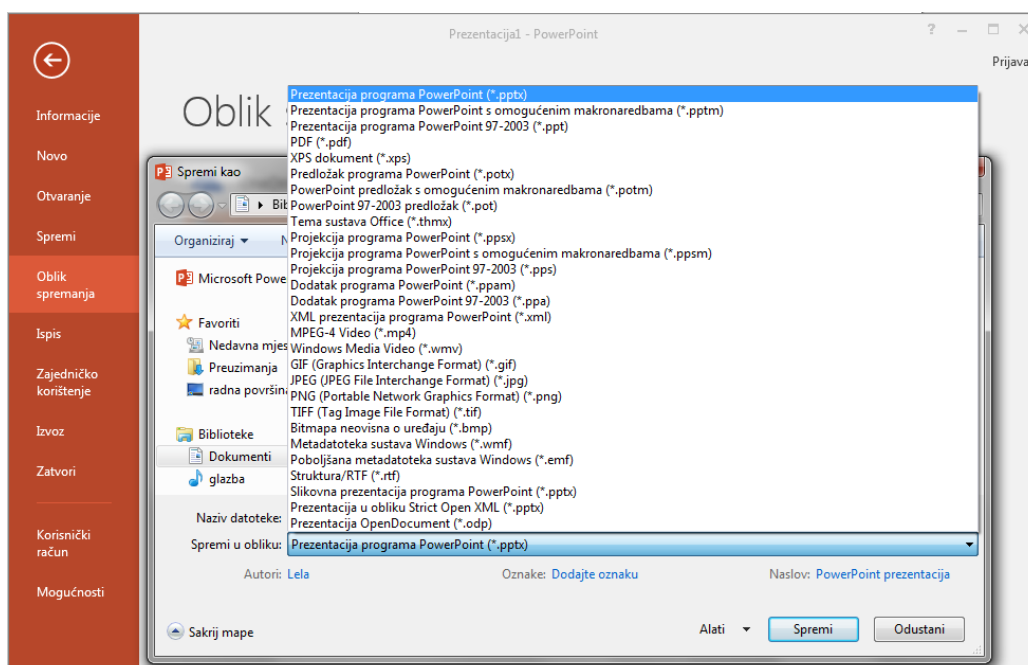 Prezentacija1 - PowerPoint
?
Prijava
Informacije
Novo
Otvaranje
Spremi
Oblik
spremanja
Ispis
Zajedničko
korištenje
Izvoz
Zatvori
Korisnički
račun
Mogućnosti
Oblik
Spremi kao
Organiziraj
Microsoft Powe
Favoriti
Nedavna mjes
Preuzimanja
radna površina
Biblioteke
Dokumenti
glazba
Prezentacija programa PowerPoint (*.pptx)
Prezentacija programa PowerPoint s omogućenim makronaredbama (*.pptm)
Prezentacija programa PowerPoint 97-2003 (*.ppt)
PDF (*.pdf)
XPS dokument (*.xps)
Predložak programa PowerPoint (*.potx)
PowerPoint predložak s omogućenim makronaredbama (*.potm)
PowerPoint 97-2003 predložak (*.pot)
Tema sustava Office (*.thmx)
Projekcija programa PowerPoint (*.ppsx)
Projekcija programa PowerPoint s omogućenim makronaredbama (*.ppsm)
Projekcija programa PowerPoint 97-2003 (*.pps)
Dodatak programa PowerPoint (*.ppam)
Dodatak programa PowerPoint 97-2003 (*.ppa)
XML prezentacija programa PowerPoint (*.xml)
MPEG-4 Video (*.mp4)
Windows Media Video (*.wmv)
GIF (Graphics Interchange Format) (*.gif)
JPEG (JPEG File Interchange Format) (*.jpg)
PNG (Portable Network Graphics Format) (*.png)
TIFF (Tag Image File Format) (*.tif)
Bitmapa neovisna o uređaju (*.bmp)
Metadatoteka sustava Windows (*.wmf)
Poboljšana metadatoteka sustava Windows (*.emf)
Struktura/RTF (*.rtf)
Slikovna prezentacija programa PowerPoint (*.pptx)
Prezentacija u obliku Strict Open XML (*.pptx)
Prezentacija OpenDocument (*.odp)
Naziv datoteke:
Spremi u obliku: Prezentacija programa PowerPoint (*.pptx)
Autori: Lela Oznake: Dodajte oznaku Naslov: PowerPoint prezentacija
Sakrij mape Alati Spremi Odustani